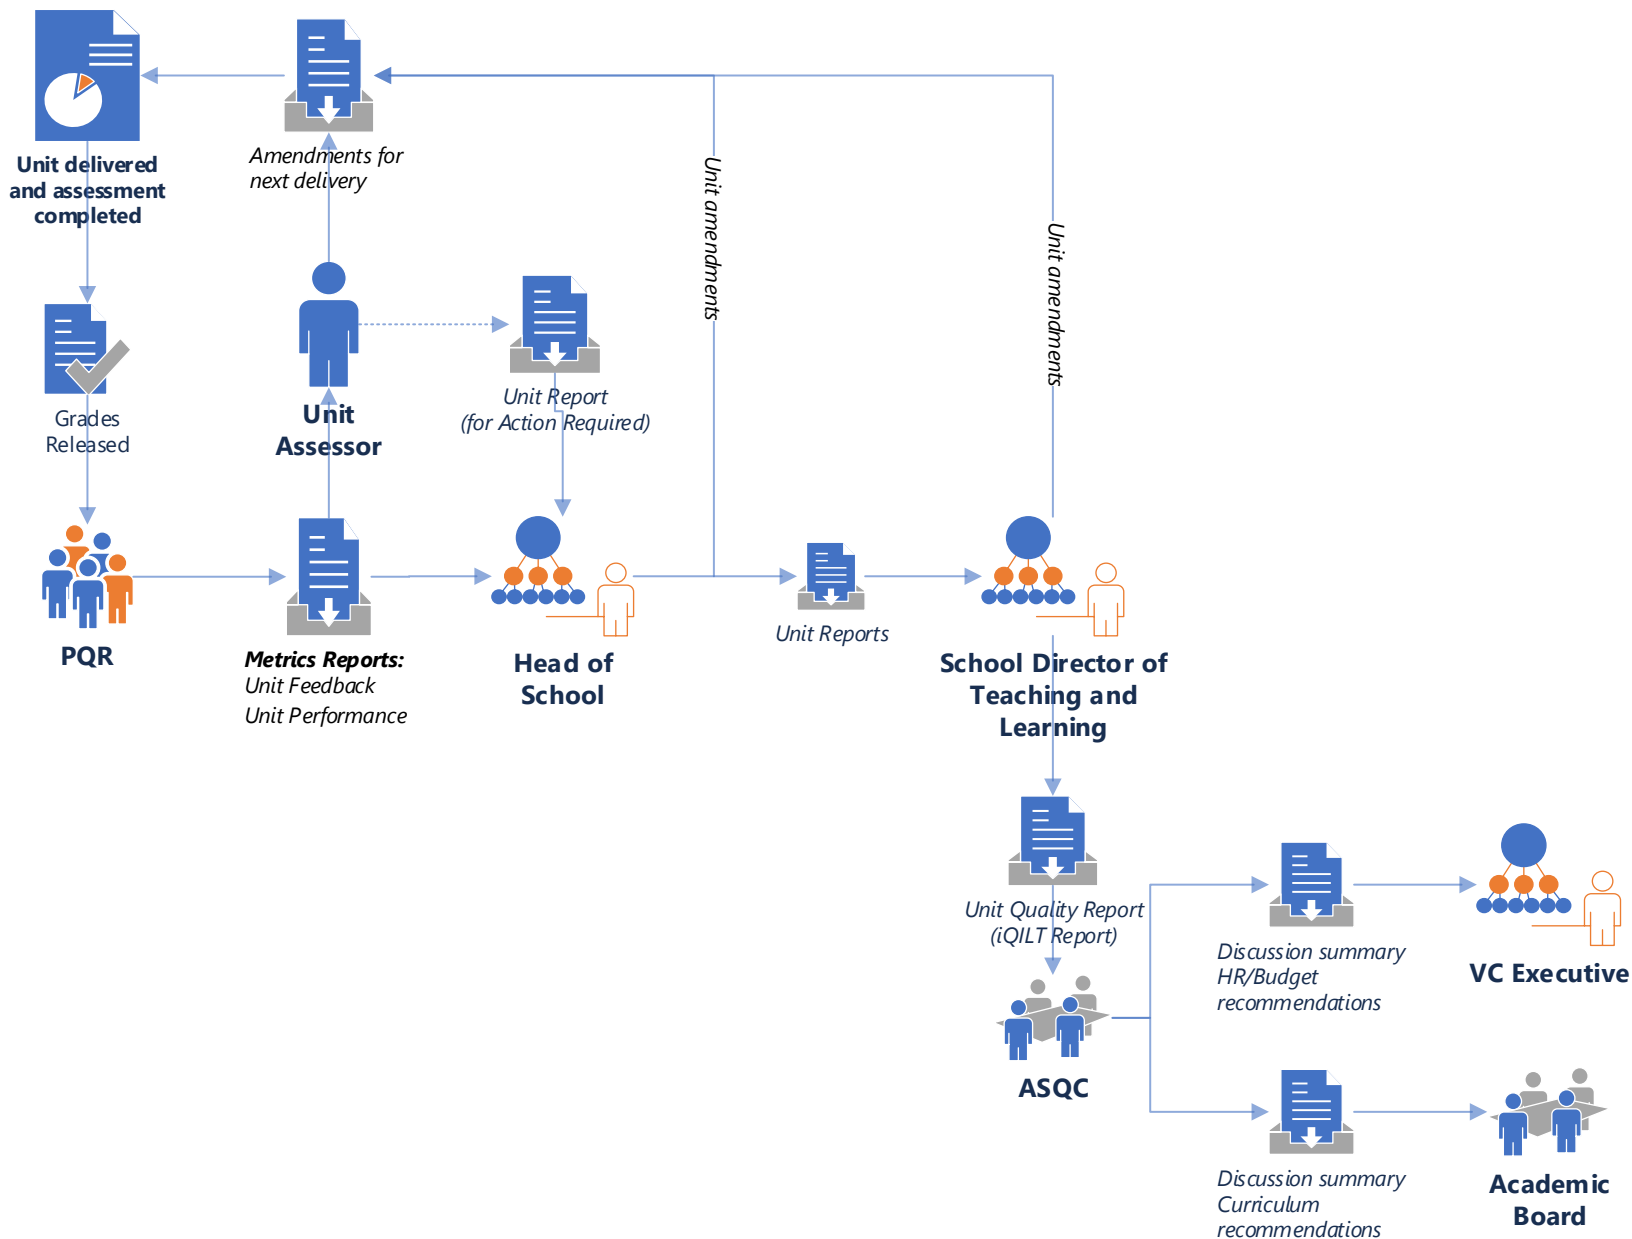 Unit delivered
and assessment
completed
Amendments for
next delivery
Unit amendments
Unit amendments
Grades
Released
Unit
Assessor
Unit Report
(for Action Required)
PQR
Metrics Reports:
Unit Feedback
Unit Performance
Head of
School
Unit Reports
School Director of
Teaching and
Learning
Unit Quality Report
(iQILT Report)
Discussion summary
HR/Budget
recommendations
VC Executive
ASQC
Discussion summary
Curriculum
recommendations
Academic
Board